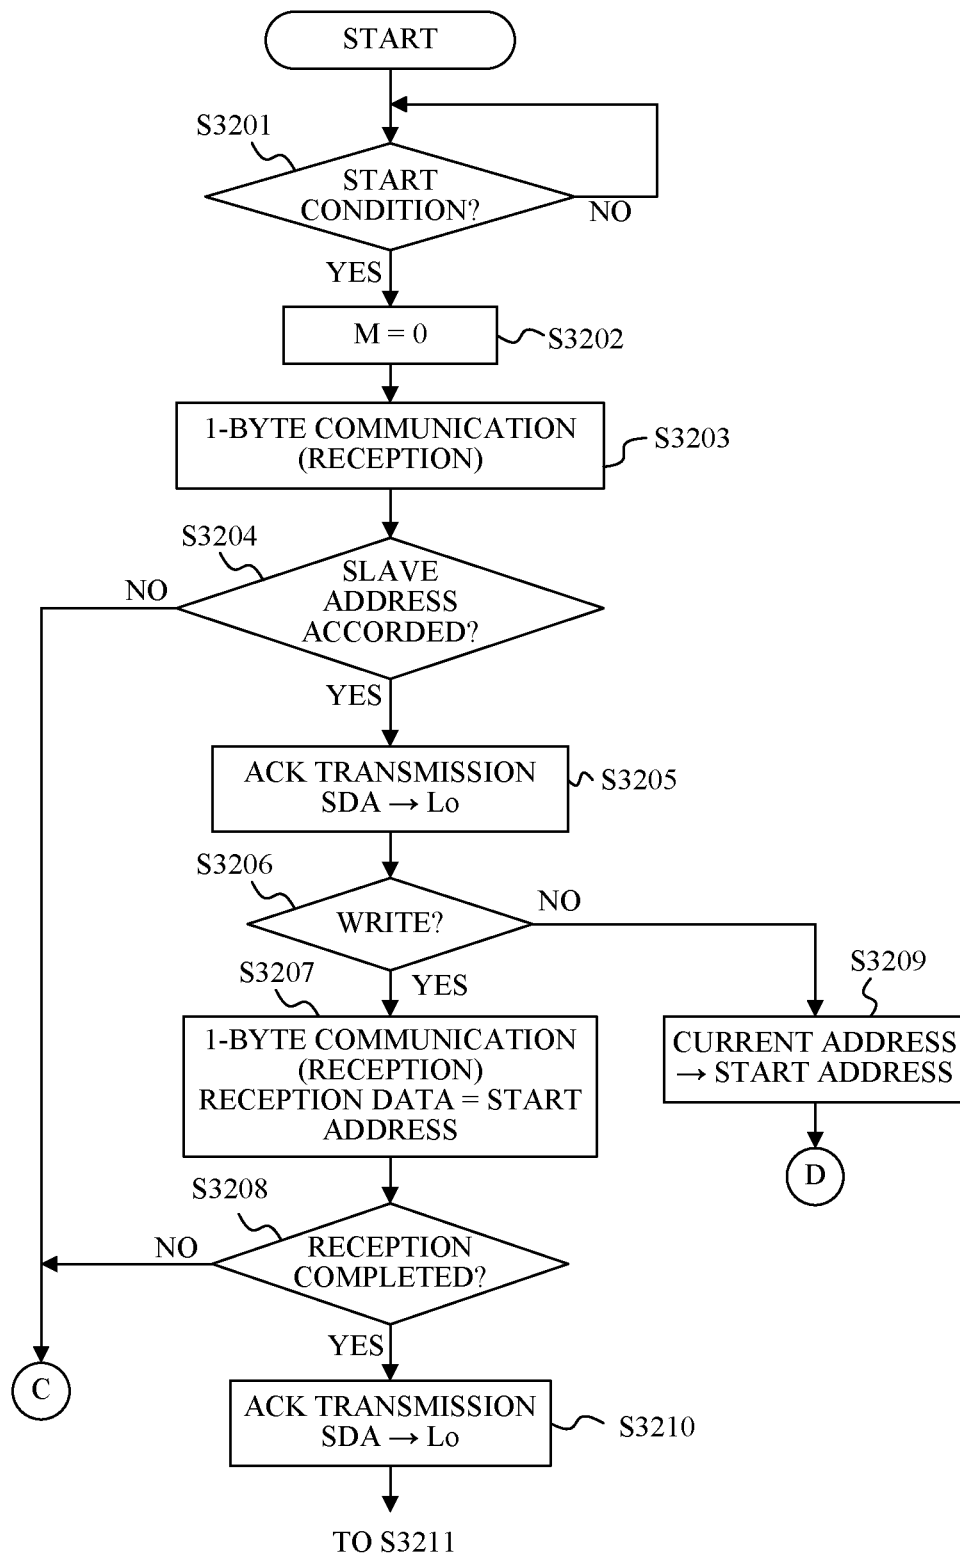 START
S3201
START
CONDITION?
NO
YES
M = 0
S3202
1-BYTE COMMUNICATION
(RECEPTION)
S3203
S3204
NO
SLAVE
ADDRESS
ACCORDED?
YES
ACK TRANSMISSION
SDA → Lo
S3205
S3206
WRITE?
NO
YES
S3207
S3209
1-BYTE COMMUNICATION
(RECEPTION)
RECEPTION DATA = START
ADDRESS
CURRENT ADDRESS
→ START ADDRESS
D
S3208
NO
RECEPTION
COMPLETED?
YES
C
ACK TRANSMISSION
SDA → Lo
S3210
TO S3211